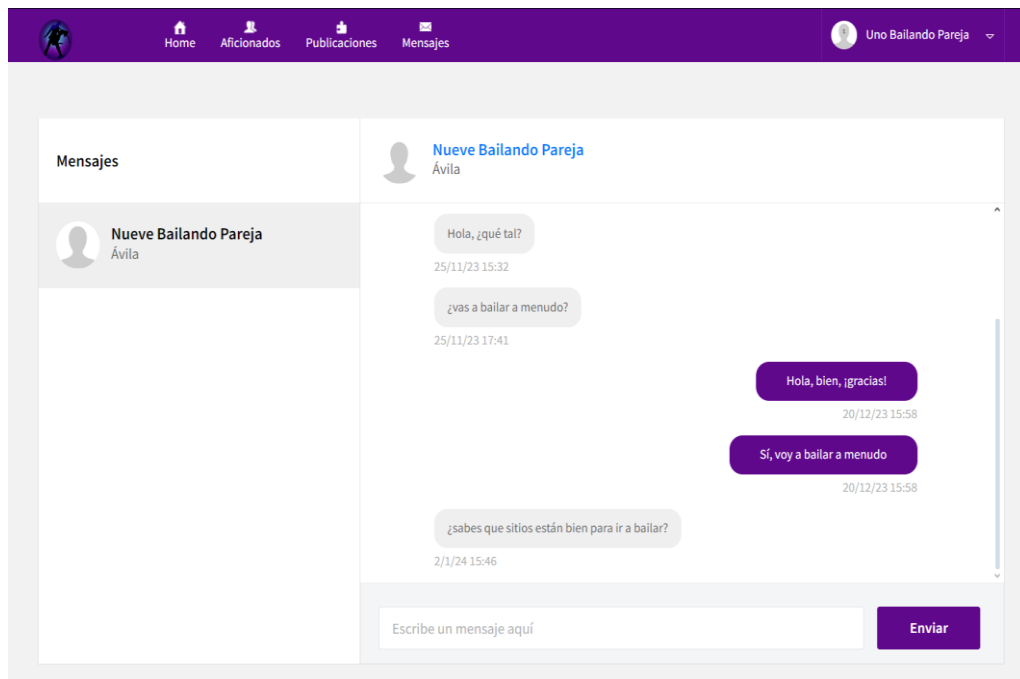 Home
Aficionados
Publicaciones
Mensajes
Uno Bailando Pareja
Mensajes
Nueve Bailando Pareja
Ávila
Nueve Bailando Pareja
Ávila
Hola, ¿qué tal?
25/11/23 15:32
¿vas a bailar a menudo?
25/11/23 17:41
Hola, bien, ¡gracias!
20/12/23 15:58
Sí, voy a bailar a menudo
20/12/23 15:58
¿sabes que sitios están bien para ir a bailar?
2/1/24 15:46
Escribe un mensaje aquí
Enviar